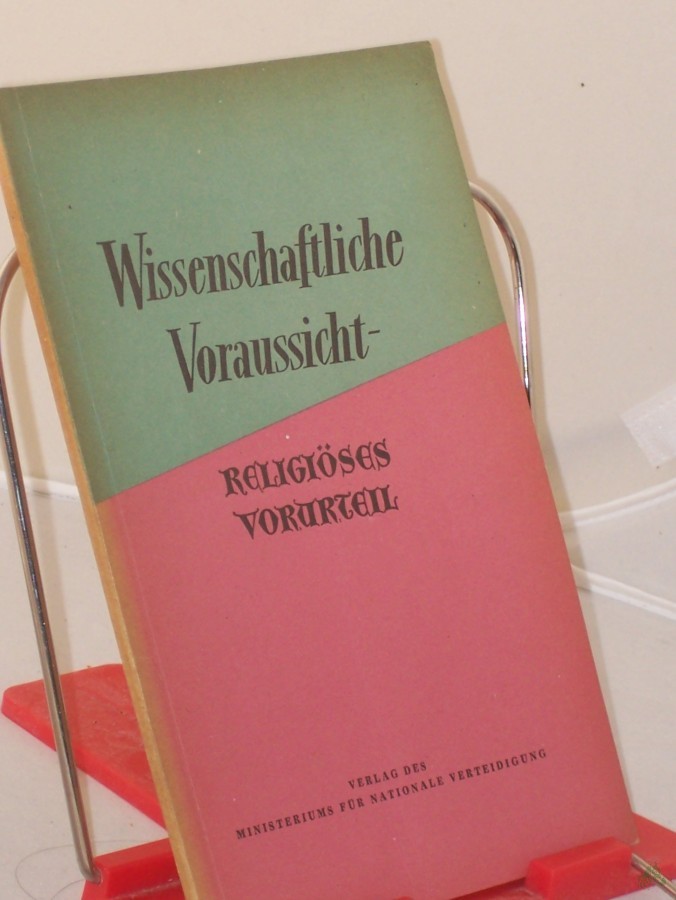 Wissenschaftliche
Voraussicht-
RELIGIÖSES
VORURTEIL
VERLAG DES
MINISTERIUMS FÜR NATIONALE VERTEIDIGUNG